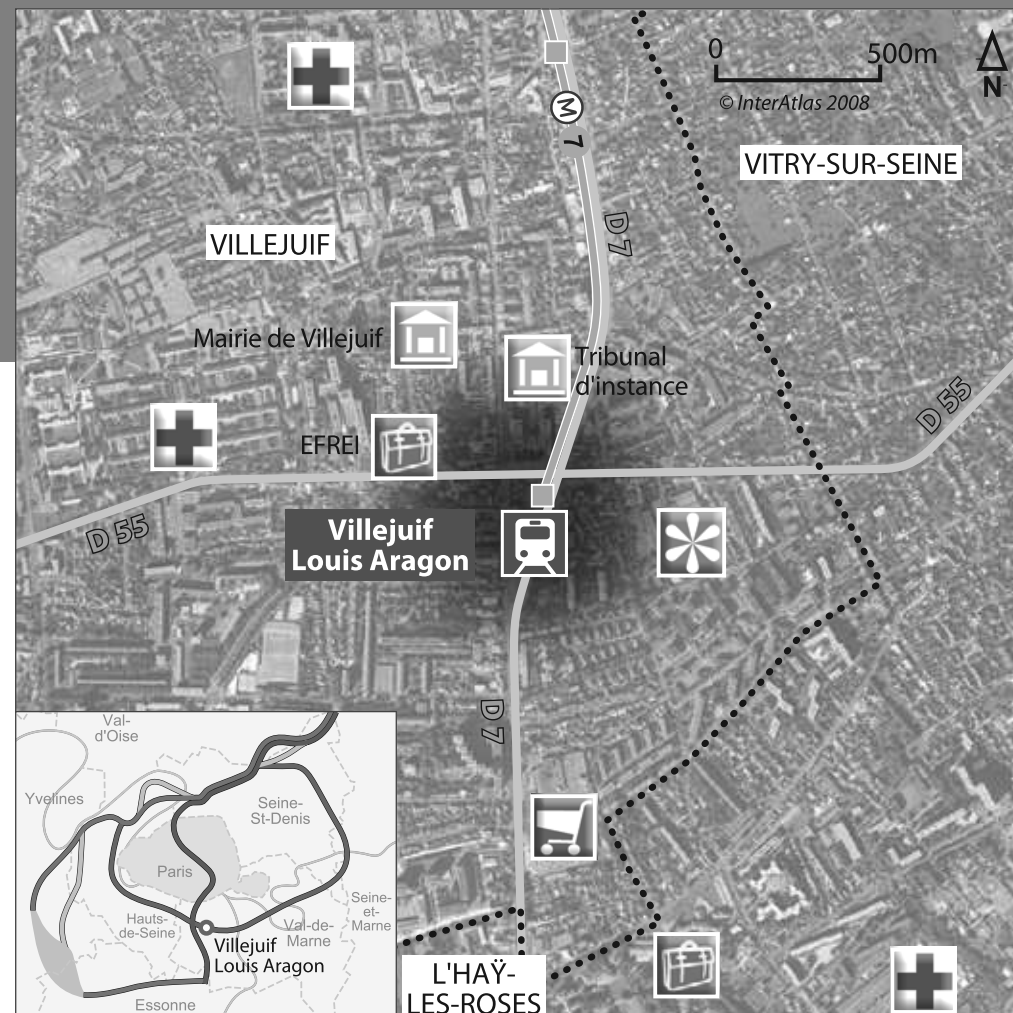 0 500m
N
© InterAtlas 2008
M
7
VITRY-SUR-SEINE
D 7
VILLEJUIF
Mairie de Villejuif
Tribunal
d'instance
D 55
EFREI
D 55
Villejuif
Louis Aragon
D 7
Val-
d'Oise
Yvelines
Seine-
St-Denis
Paris
Hauts-
de-Seine
Val-de-
Marne
Seine-
et-
Marne
Villejuif
Louis Aragon
Essonne
L'HAŸ-
LES-ROSES